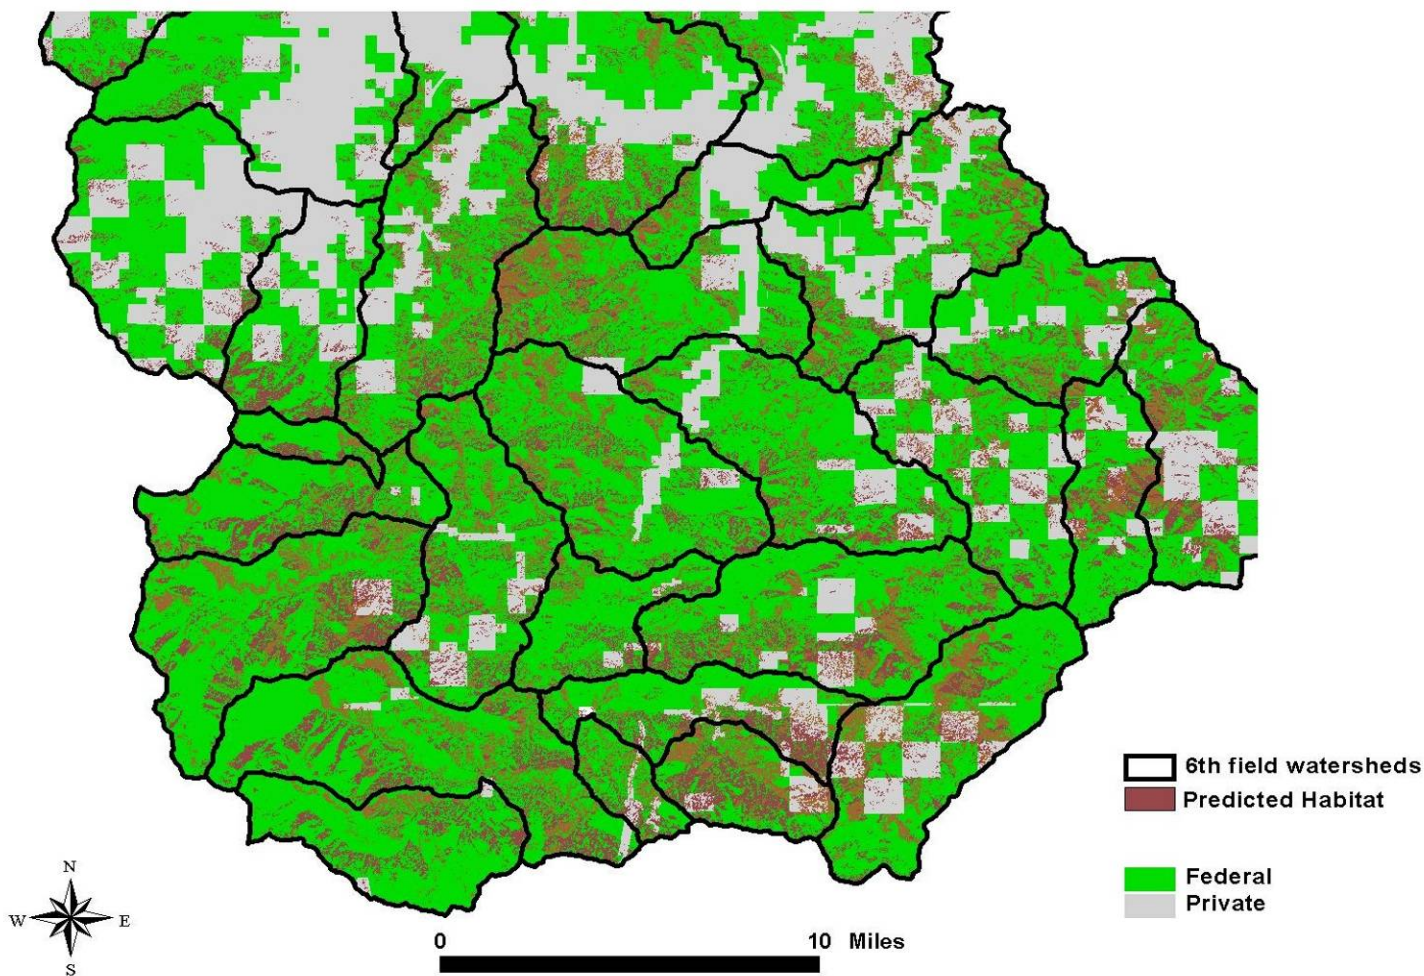 6th field watersheds
Predicted Habitat
Federal
Private
N
W E
S
0 10 Miles